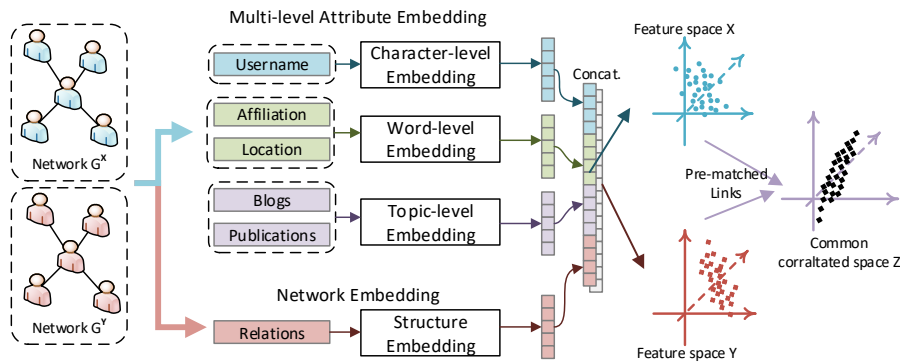 Multi-level Attribute Embedding
Username
Character-level
Embedding
Affiliation
Location
Word-level
Embedding
Blogs
Publications
Topic-level
Embedding
Network Embedding
Relations
Structure
Embedding
Concat.
Network G^X
Network G^Y
Feature space X
Pre-matched
Links
Common
corraltated space Z
Feature space Y